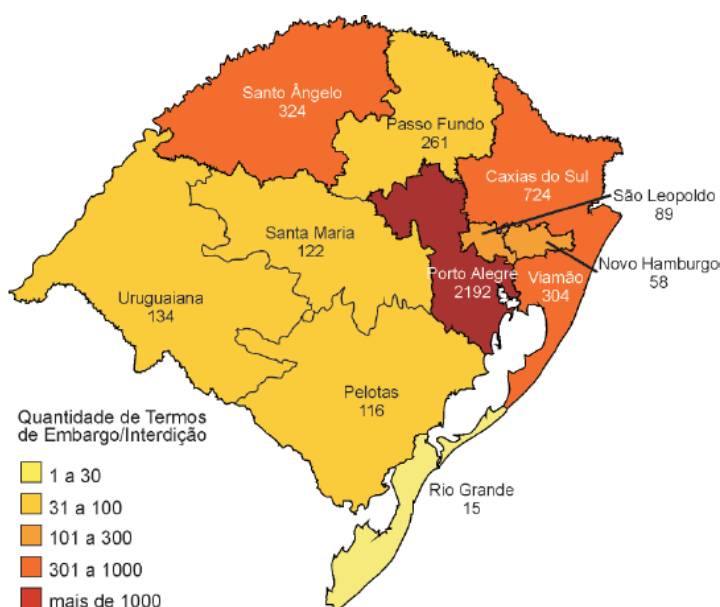 Santo Ângelo
324
Passo Fundo
261
Caxias do Sul
724
São Leopoldo
89
Santa Maria
122
Porto Alegre
2192
Viamão
304
Novo Hamburgo
58
Uruguaiana
134
Pelotas
116
Rio Grande
15
Quantidade de Termos
de Embargo/Interdição
1 a 30
31 a 100
101 a 300
301 a 1000
mais de 1000